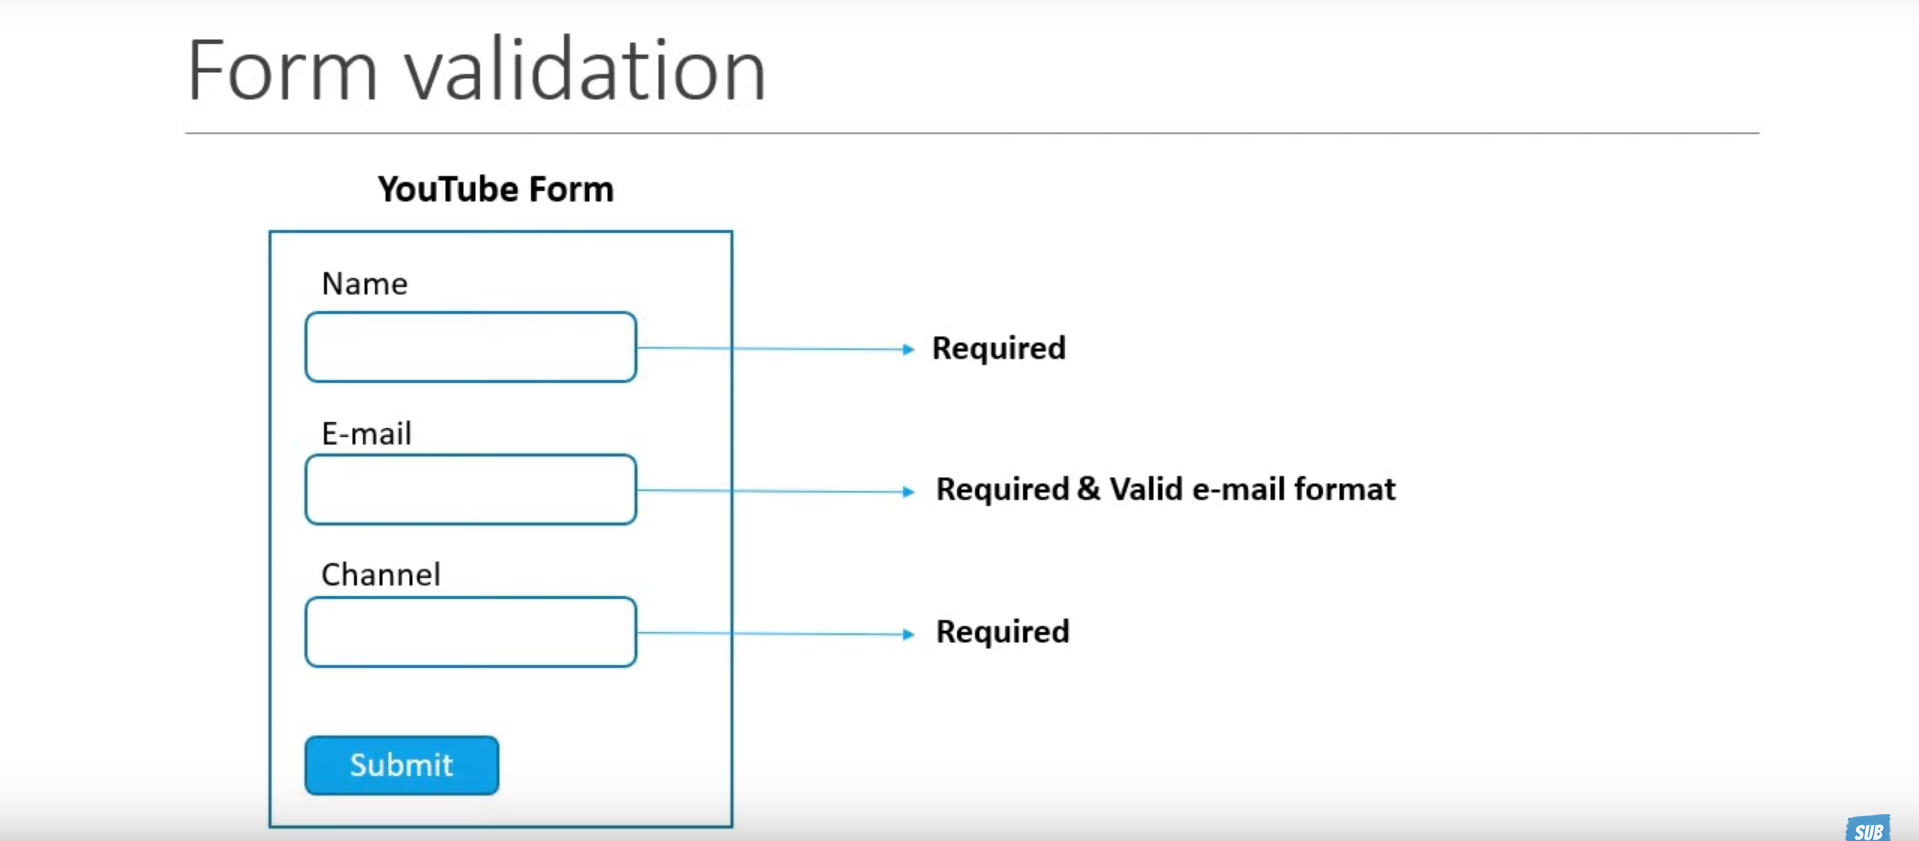 Form validation
YouTube Form
Name
Required
E-mail
Required & Valid e-mail format
Channel
Required
Submit
SUB